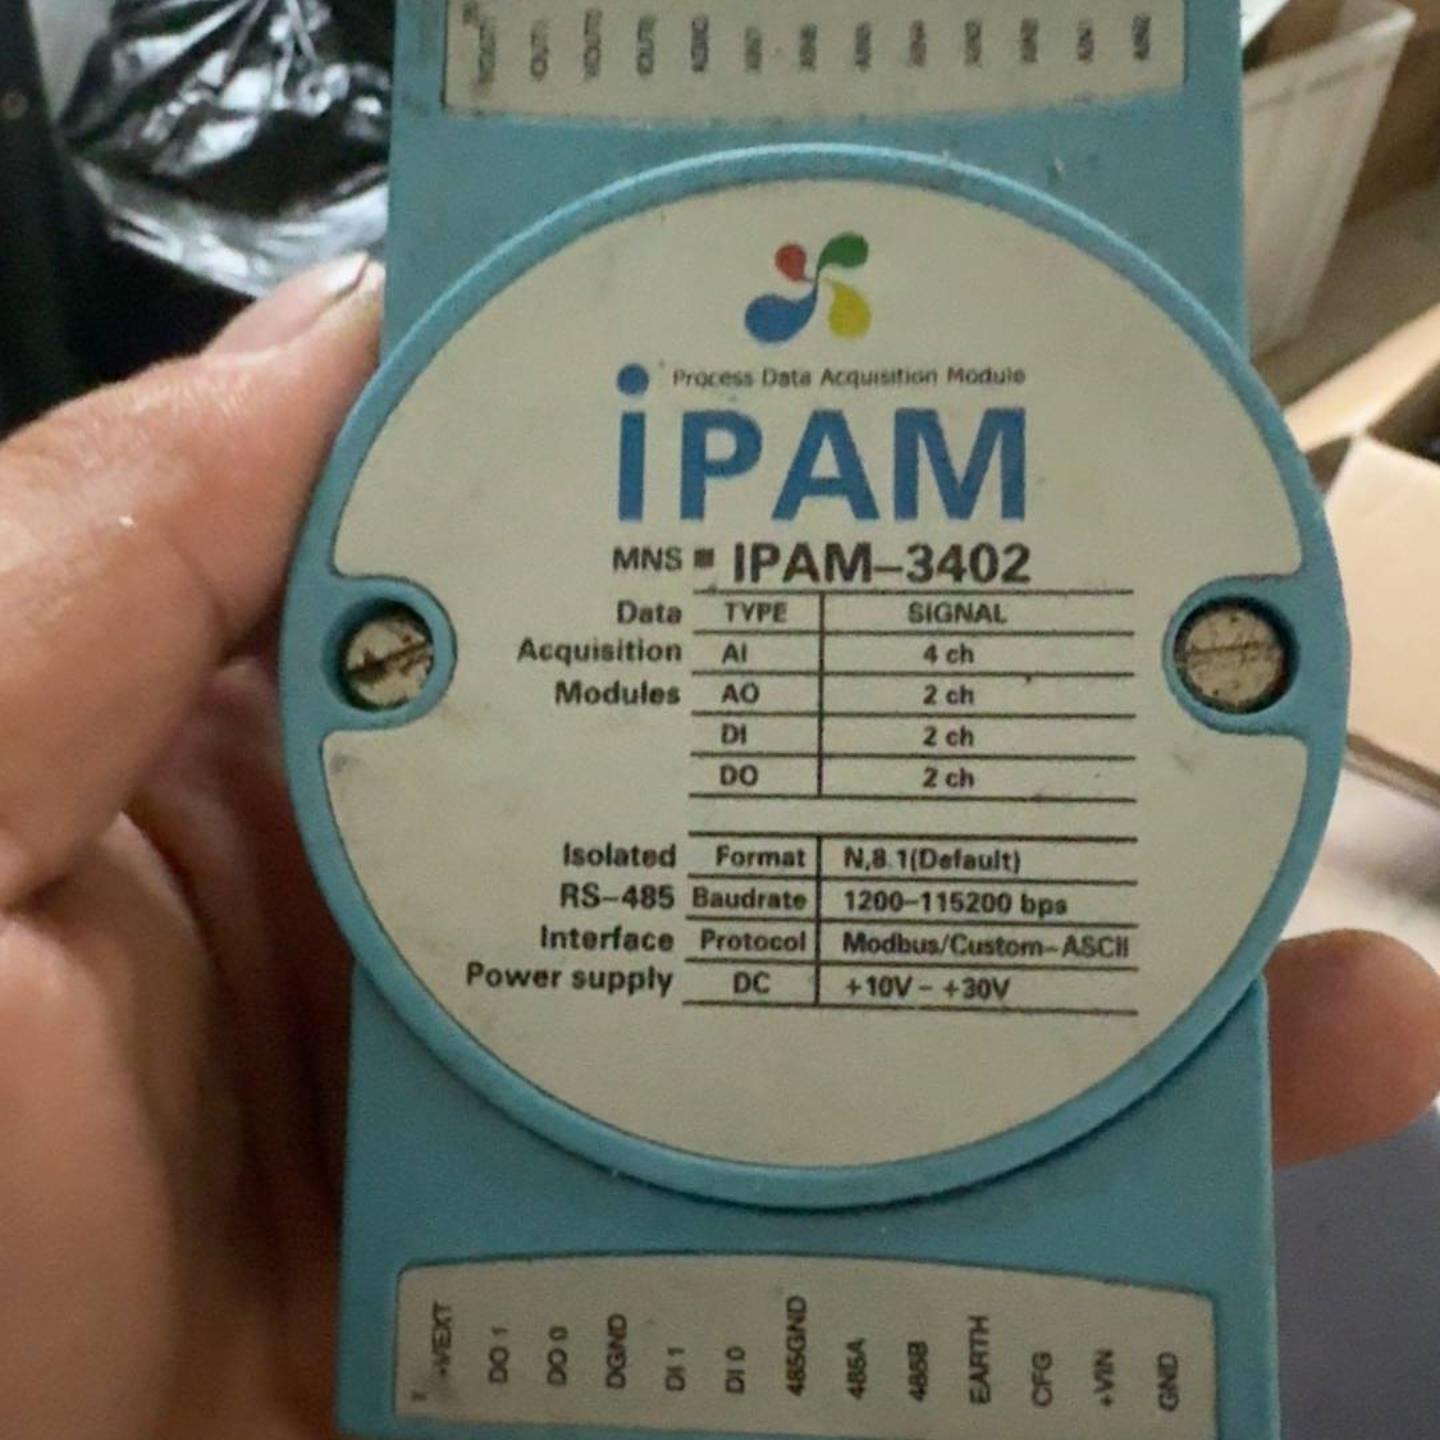 Process Data Acquisition Module
iPAM
MNS IPAM-3402
Data TYPE SIGNAL
Acquisition AI 4 ch
Modules AO 2 ch
DI 2 ch
DO 2 ch
Isolated Format N,8.1(Default)
RS-485 Baudrate 1200-115200 bps
Interface Protocol Modbus/Custom-ASCII
Power supply DC +10V - +30V
+VEXT
DO 1
DO 0
DGND
DI 1
DI 0
485GND
485A
485B
EARTH
CFG
+VIN
GND